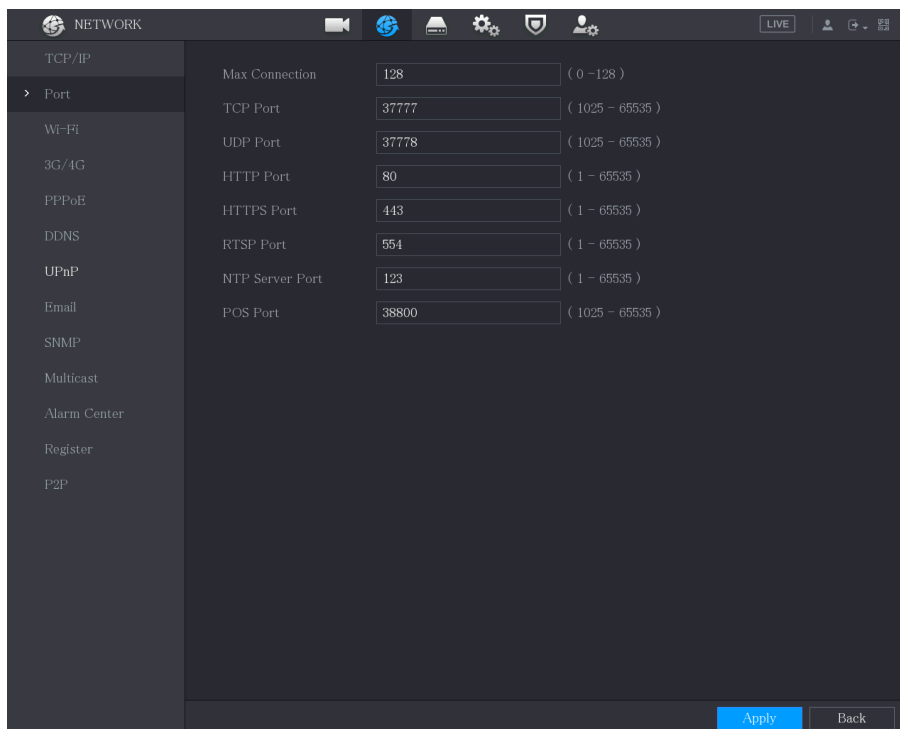 NETWORK
LIVE
TCP/IP
Port
Wi-Fi
3G/4G
PPPoE
DDNS
UPnP
Email
SNMP
Multicast
Alarm Center
Register
P2P
Max Connection 128 ( 0 -128 )
TCP Port 37777 ( 1025 - 65535 )
UDP Port 37778 ( 1025 - 65535 )
HTTP Port 80 ( 1 - 65535 )
HTTPS Port 443 ( 1 - 65535 )
RTSP Port 554 ( 1 - 65535 )
NTP Server Port 123 ( 1 - 65535 )
POS Port 38800 ( 1025 - 65535 )
Apply Back